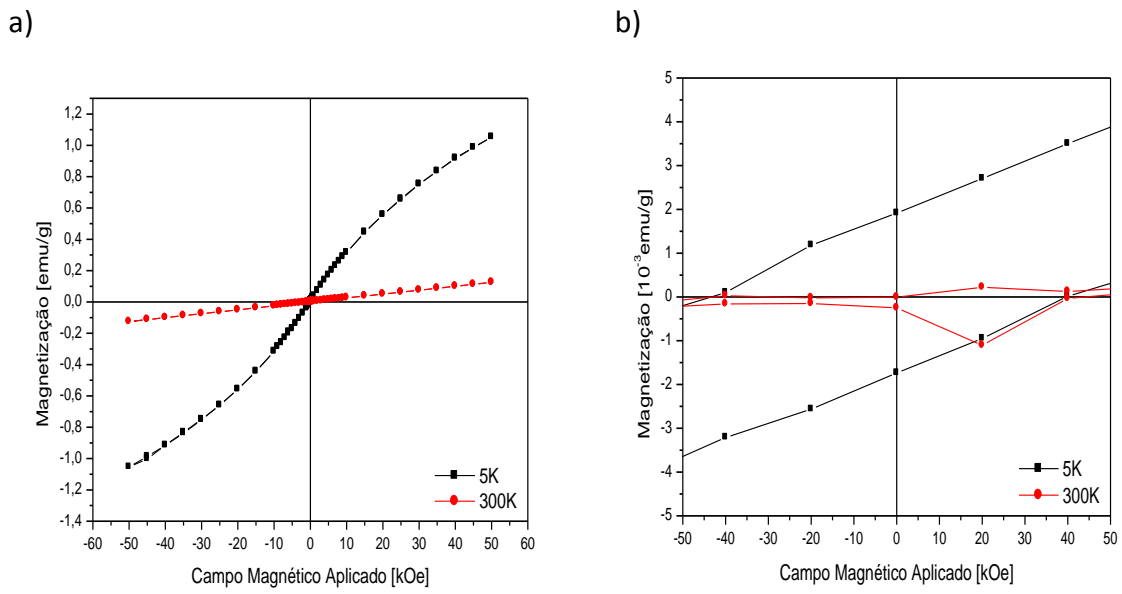 a)
b)
Magnetização [emu/g]
1,2
1,0
0,8
0,6
0,4
0,2
0,0
-0,2
-0,4
-0,6
-0,8
-1,0
-1,2
-1,4
-60 -50 -40 -30 -20 -10 0 10 20 30 40 50 60
Campo Magnético Aplicado [kOe]
5K
300K
Magnetização [10⁻³emu/g]
5
4
3
2
1
0
-1
-2
-3
-4
-5
-50 -40 -30 -20 -10 0 10 20 30 40 50
Campo Magnético Aplicado [kOe]
5K
300K